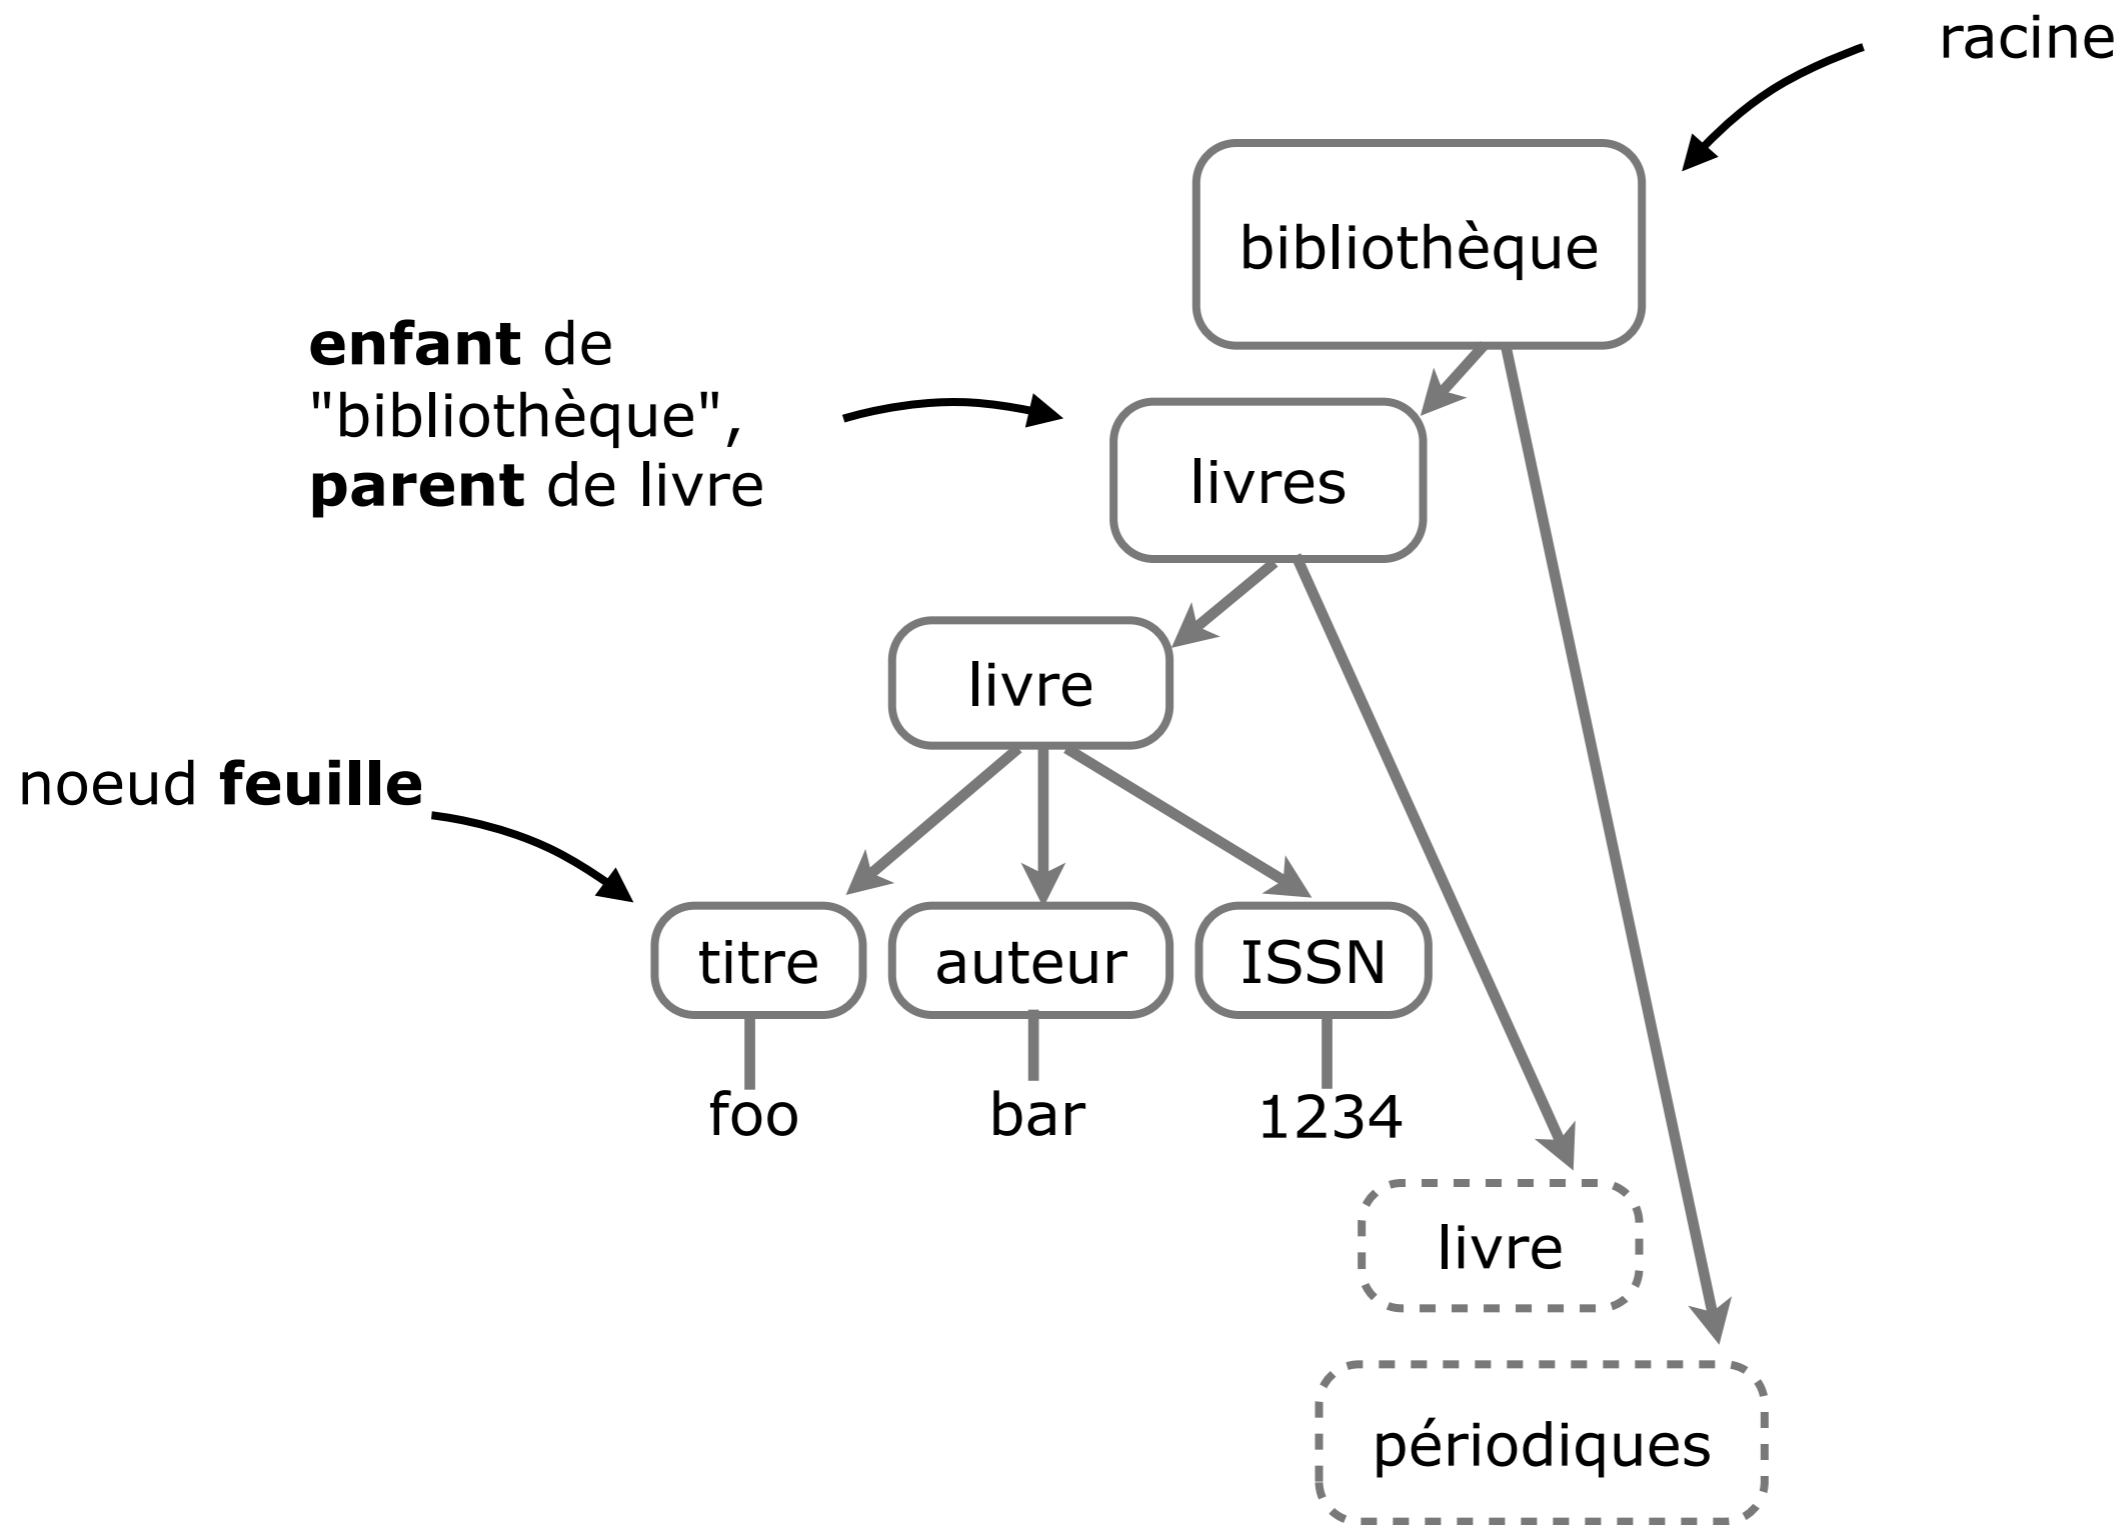 racine
bibliothèque
enfant de
"bibliothèque",
parent de livre
livres
livre
noeud feuille
titre
auteur
ISSN
foo
bar
1234
livre
périodiques